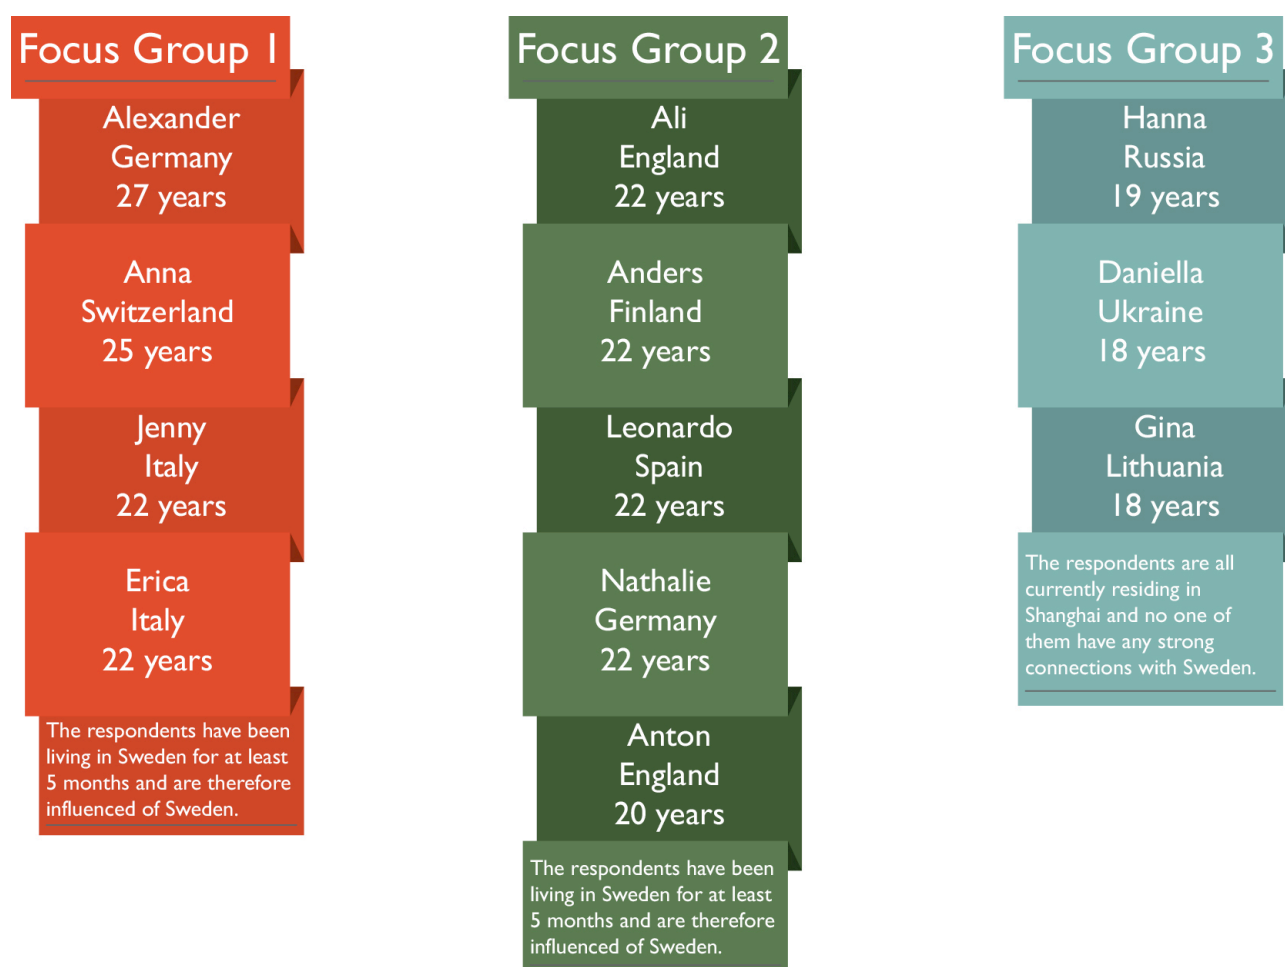 Focus Group 1
Alexander
Germany
27 years
Anna
Switzerland
25 years
Jenny
Italy
22 years
Erica
Italy
22 years
The respondents have been
living in Sweden for at least
5 months and are therefore
influenced of Sweden.
Focus Group 2
Ali
England
22 years
Anders
Finland
22 years
Leonardo
Spain
22 years
Nathalie
Germany
22 years
Anton
England
20 years
The respondents have been
living in Sweden for at least
5 months and are therefore
influenced of Sweden.
Focus Group 3
Hanna
Russia
19 years
Daniella
Ukraine
18 years
Gina
Lithuania
18 years
The respondents are all
currently residing in
Shanghai and no one of
them have any strong
connections with Sweden.